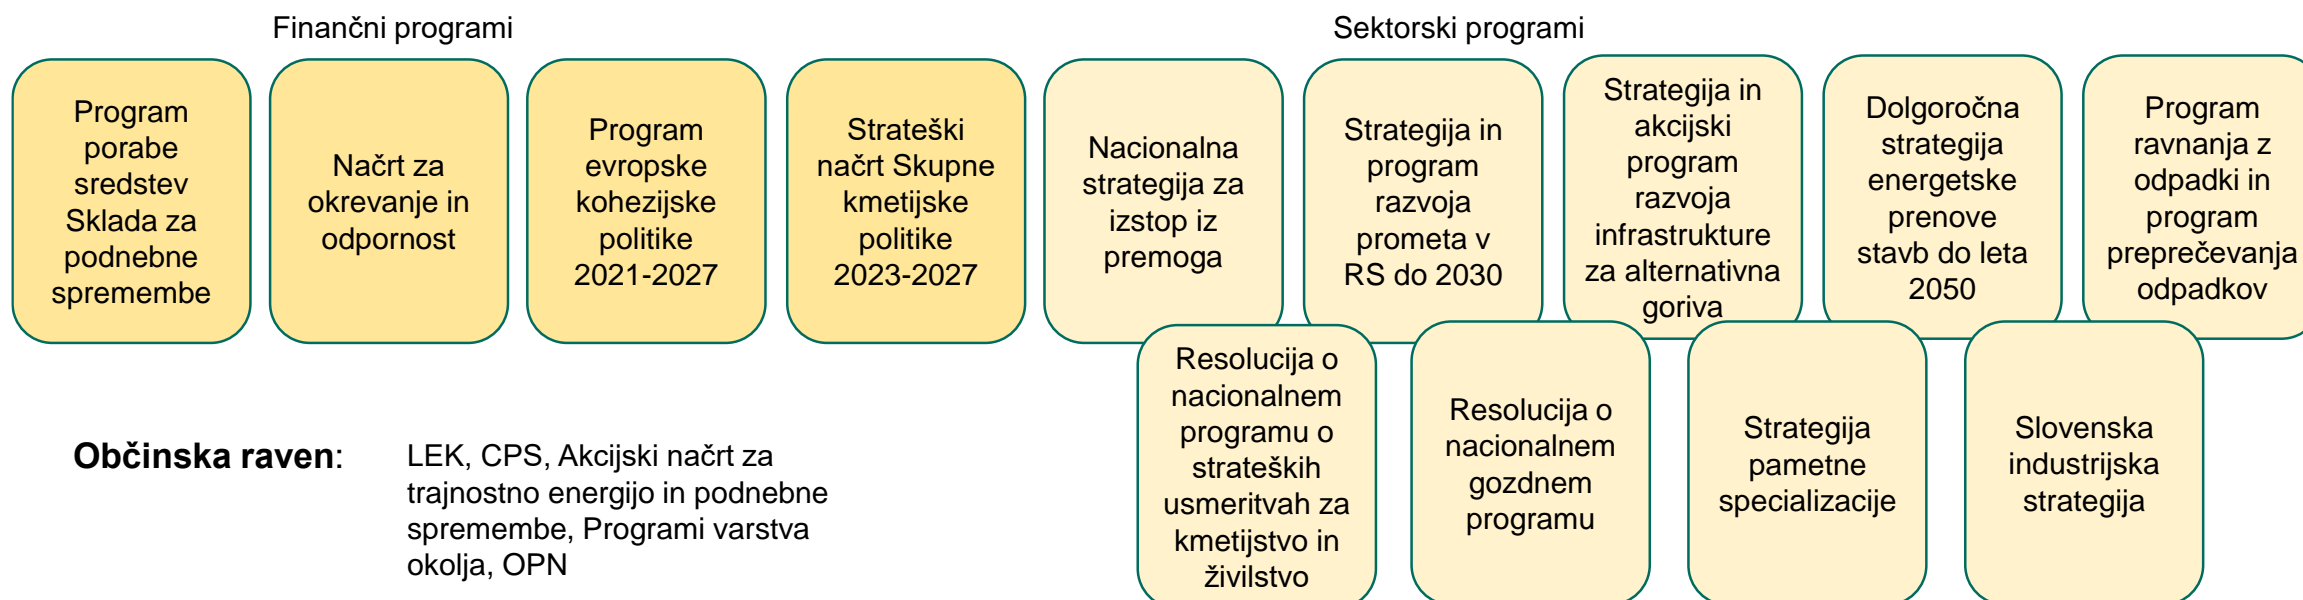 Finančni programi
Sektorski programi
Program
porabe
sredstev
Sklada za
podnebne
spremembe
Načrt za
okrevanje in
odpornost
Program
evropske
kohezijske
politike
2021-2027
Strateški
načrt Skupne
kmetijske
politike
2023-2027
Nacionalna
strategija za
izstop iz
premoga
Strategija in
program
razvoja
prometa v
RS do 2030
Strategija in
akcijski
program
razvoja
infrastrukture
za alternativna
goriva
Dolgoročna
strategija
energetske
prenove
stavb do leta
2050
Program
ravnanja z
odpadki in
program
preprečevanja
odpadkov
Resolucija o
nacionalnem
programu o
strateških
usmeritvah za
kmetijstvo in
živilstvo
Resolucija o
nacionalnem
gozdnem
programu
Strategija
pametne
specializacije
Slovenska
industrijska
strategija
Občinska raven:
LEK, CPS, Akcijski načrt za
trajnostno energijo in podnebne
spremembe, Programi varstva
okolja, OPN